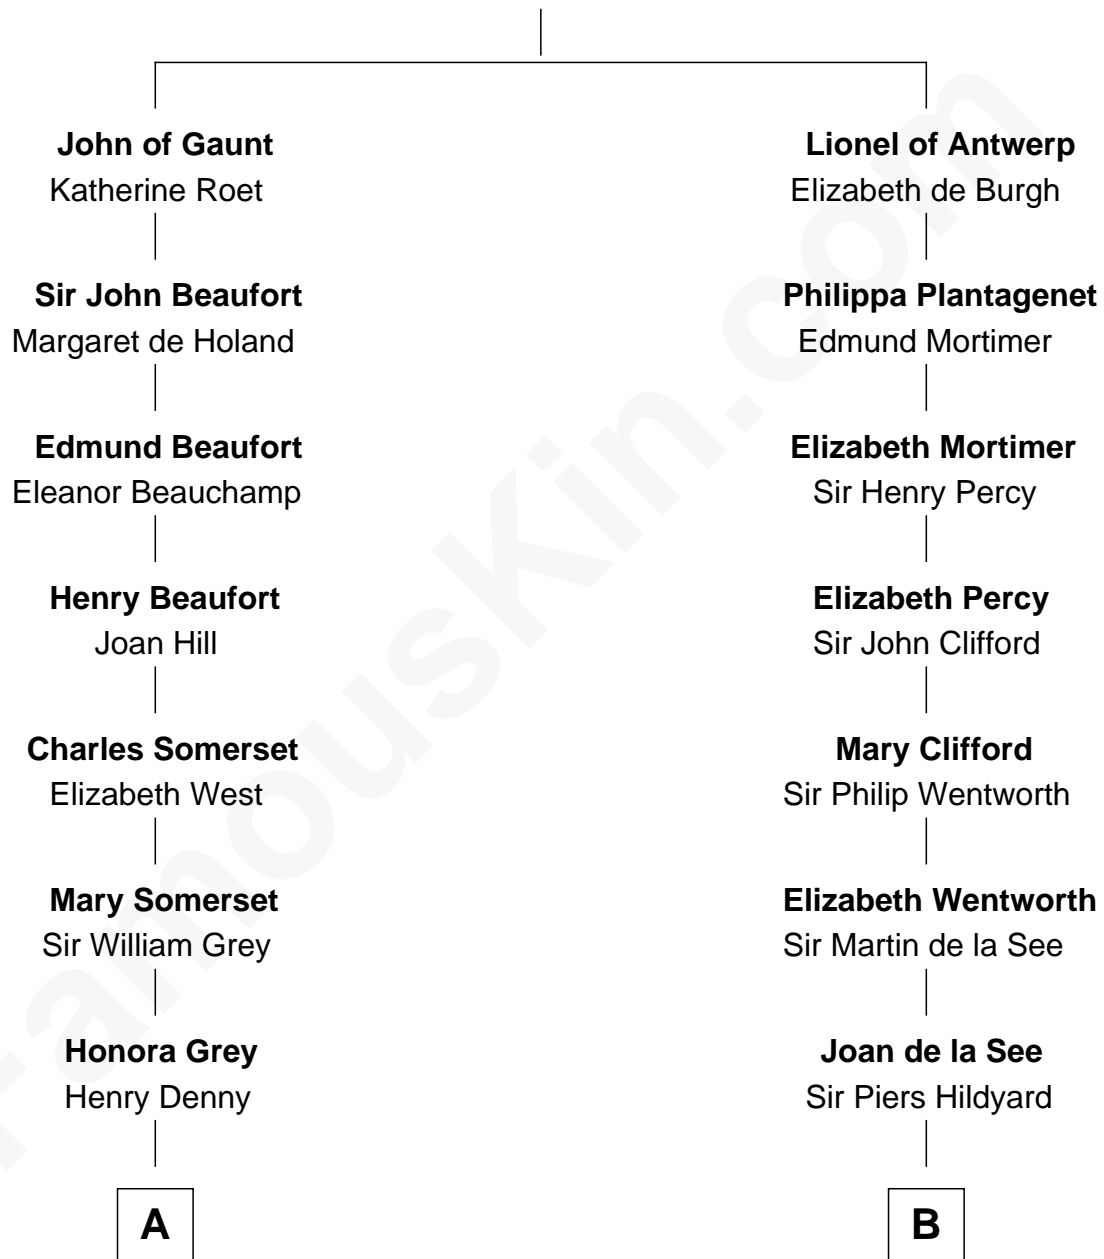 John of Gaunt
Katherine Roet
Sir John Beaufort
Margaret de Holand
Edmund Beaufort
Eleanor Beauchamp
Henry Beaufort
Joan Hill
Charles Somerset
Elizabeth West
Mary Somerset
Sir William Grey
Honora Grey
Henry Denny
A
Lionel of Antwerp
Elizabeth de Burgh
Philippa Plantagenet
Edmund Mortimer
Elizabeth Mortimer
Sir Henry Percy
Elizabeth Percy
Sir John Clifford
Mary Clifford
Sir Philip Wentworth
Elizabeth Wentworth
Sir Martin de la See
Joan de la See
Sir Piers Hildyard
B
FamousKin.com